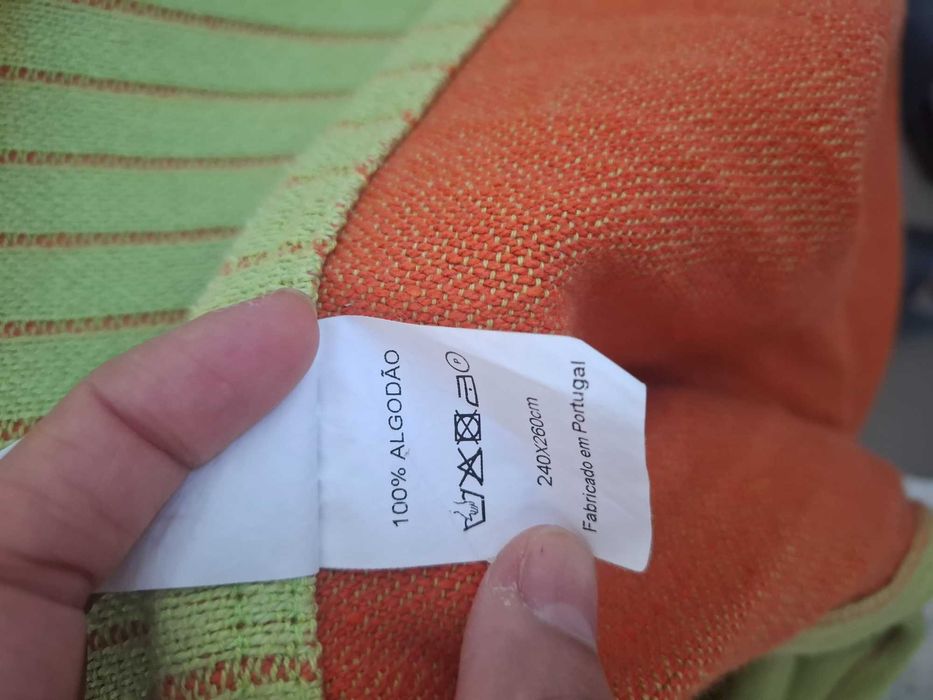 100% ALGODÃO
P
240X260cm
Fabricado em Portugal